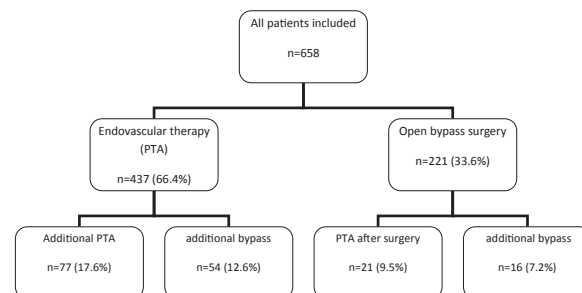 All patients included
n=658
Endovascular therapy
(PTA)
n=437 (66.4%)
Open bypass surgery
n=221 (33.6%)
Additional PTA
n=77 (17.6%)
additional bypass
n=54 (12.6%)
PTA after surgery
n=21 (9.5%)
additional bypass
n=16 (7.2%)